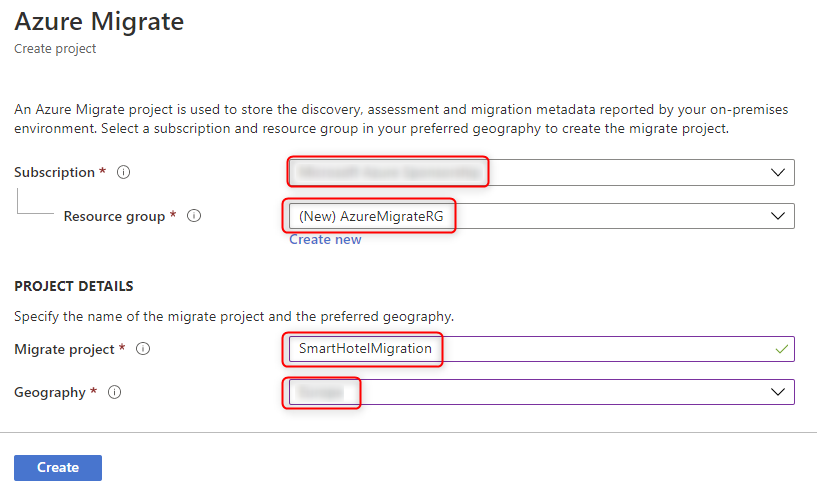 Azure Migrate
Create project
An Azure Migrate project is used to store the discovery, assessment and migration metadata reported by your on-premises
environment. Select a subscription and resource group in your preferred geography to create the migrate project.
Subscription *
Resource group *
(New) AzureMigrateRG
Create new
PROJECT DETAILS
Specify the name of the migrate project and the preferred geography.
Migrate project *
SmartHotelMigration
Geography *
Create